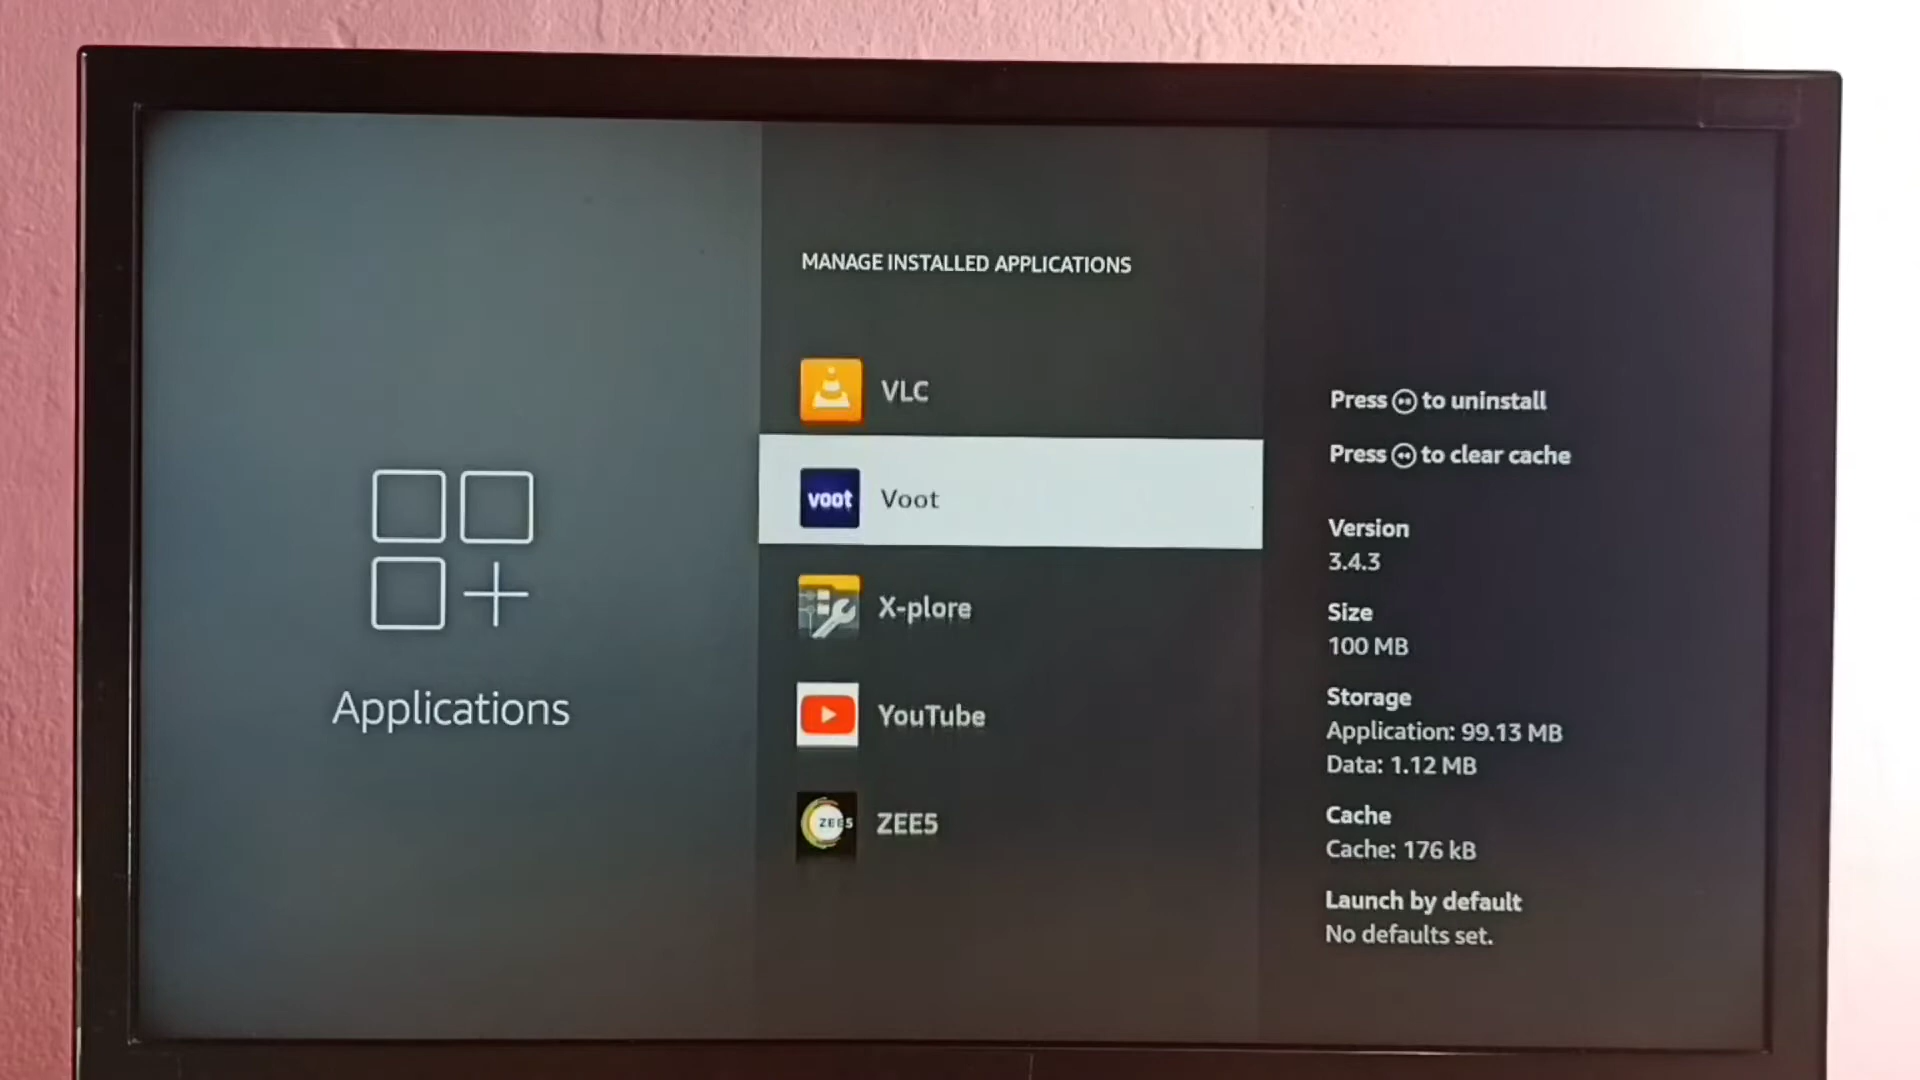 MANAGE INSTALLED APPLICATIONS
VLC
voot Voot
X-plore
YouTube
ZEE5 ZEE5
Applications
Press to uninstall
Press to clear cache
Version
3.4.3
Size
100 MB
Storage
Application: 99.13 MB
Data: 1.12 MB
Cache
Cache: 176 kB
Launch by default
No defaults set.